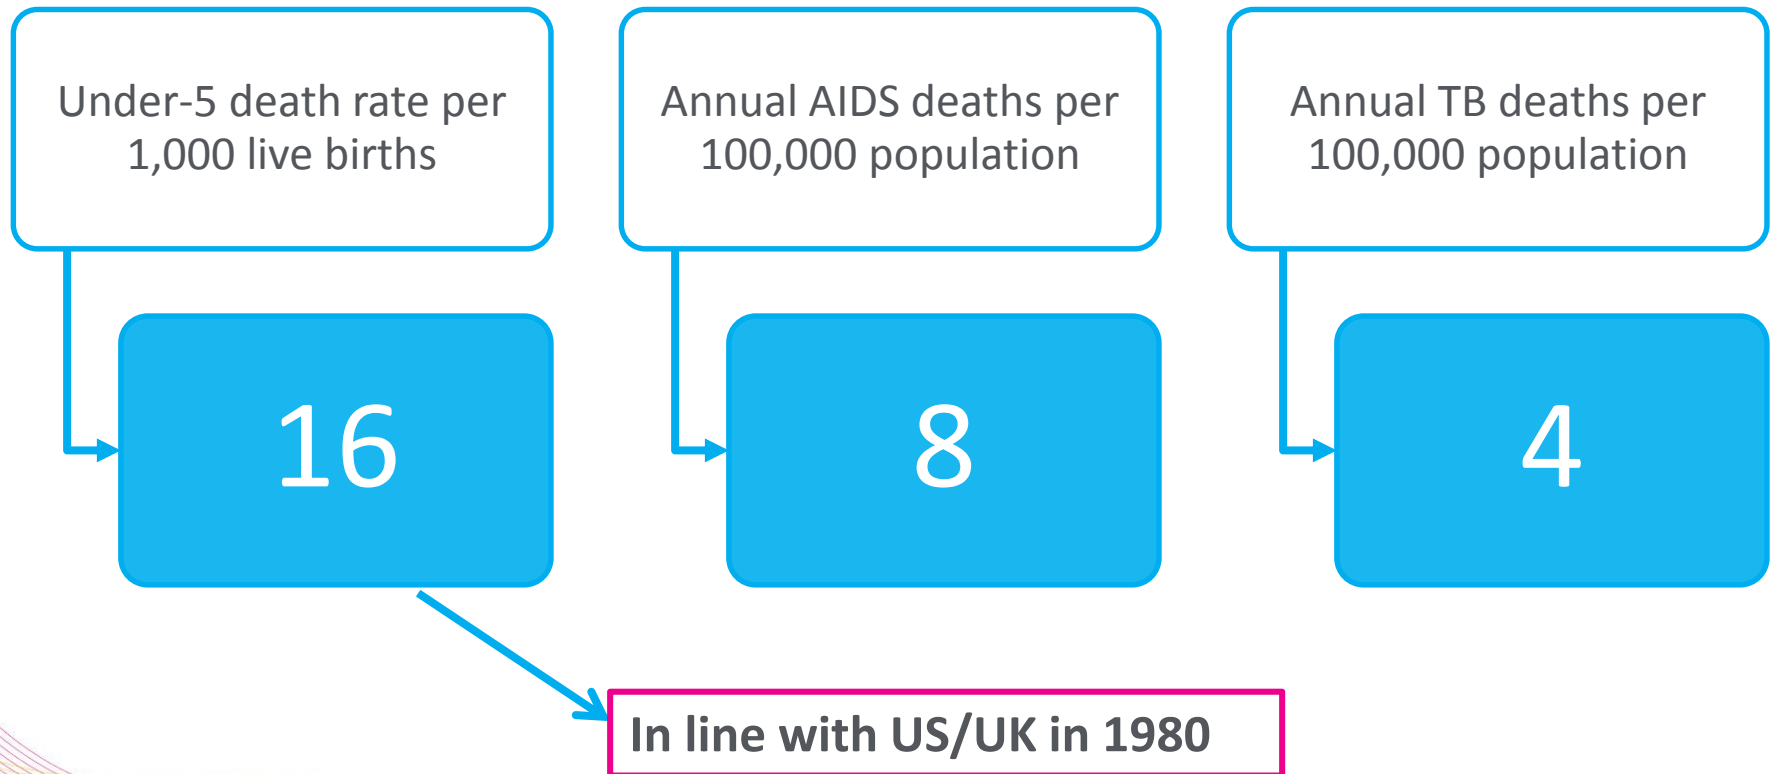 Under-5 death rate per
1,000 live births
Annual AIDS deaths per
100,000 population
Annual TB deaths per
100,000 population
16
8
4
In line with US/UK in 1980